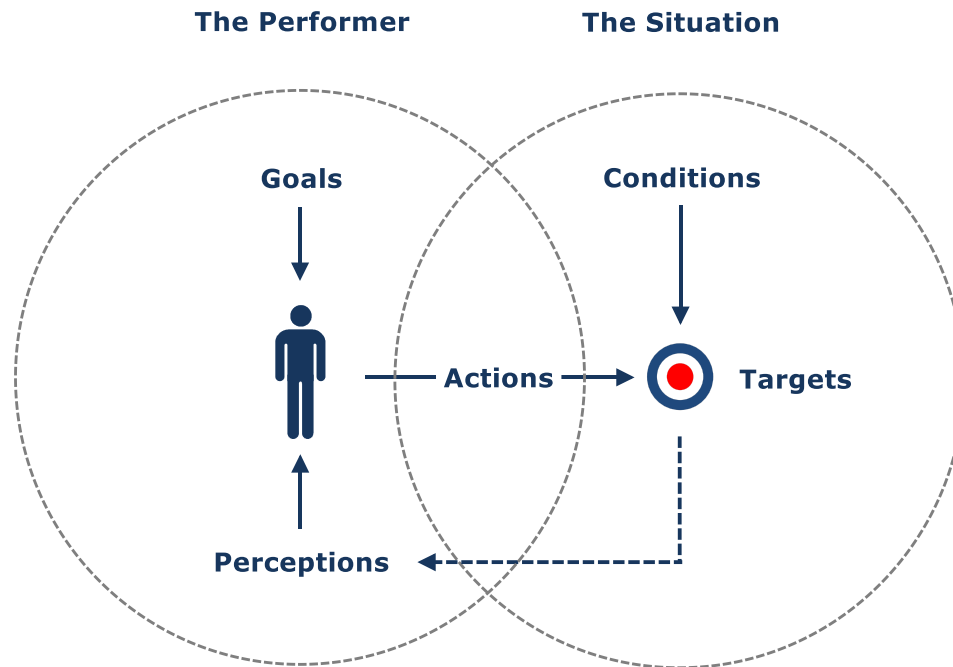 The Performer
The Situation
Goals
Conditions
Actions
Targets
Perceptions